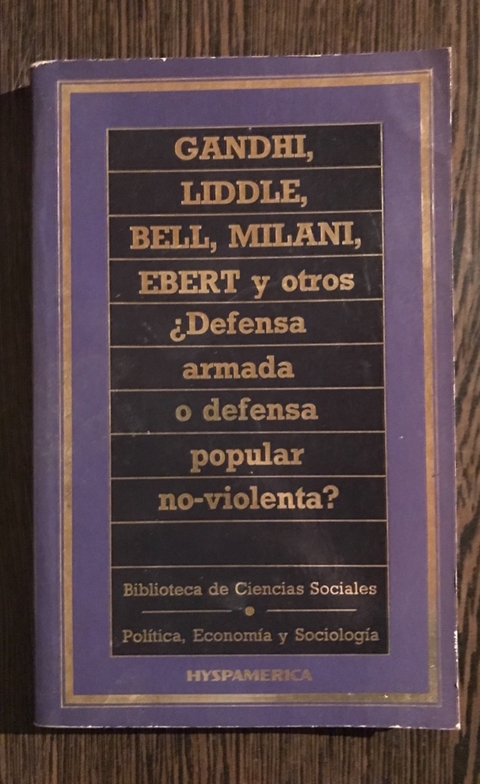 GANDHI,
LIDDLE,
BELL, MILANI,
EBERT y otros
¿Defensa
armada
o defensa
popular
no-violenta?
Biblioteca de Ciencias Sociales
Política, Economía y Sociología
HYSPAMERICA